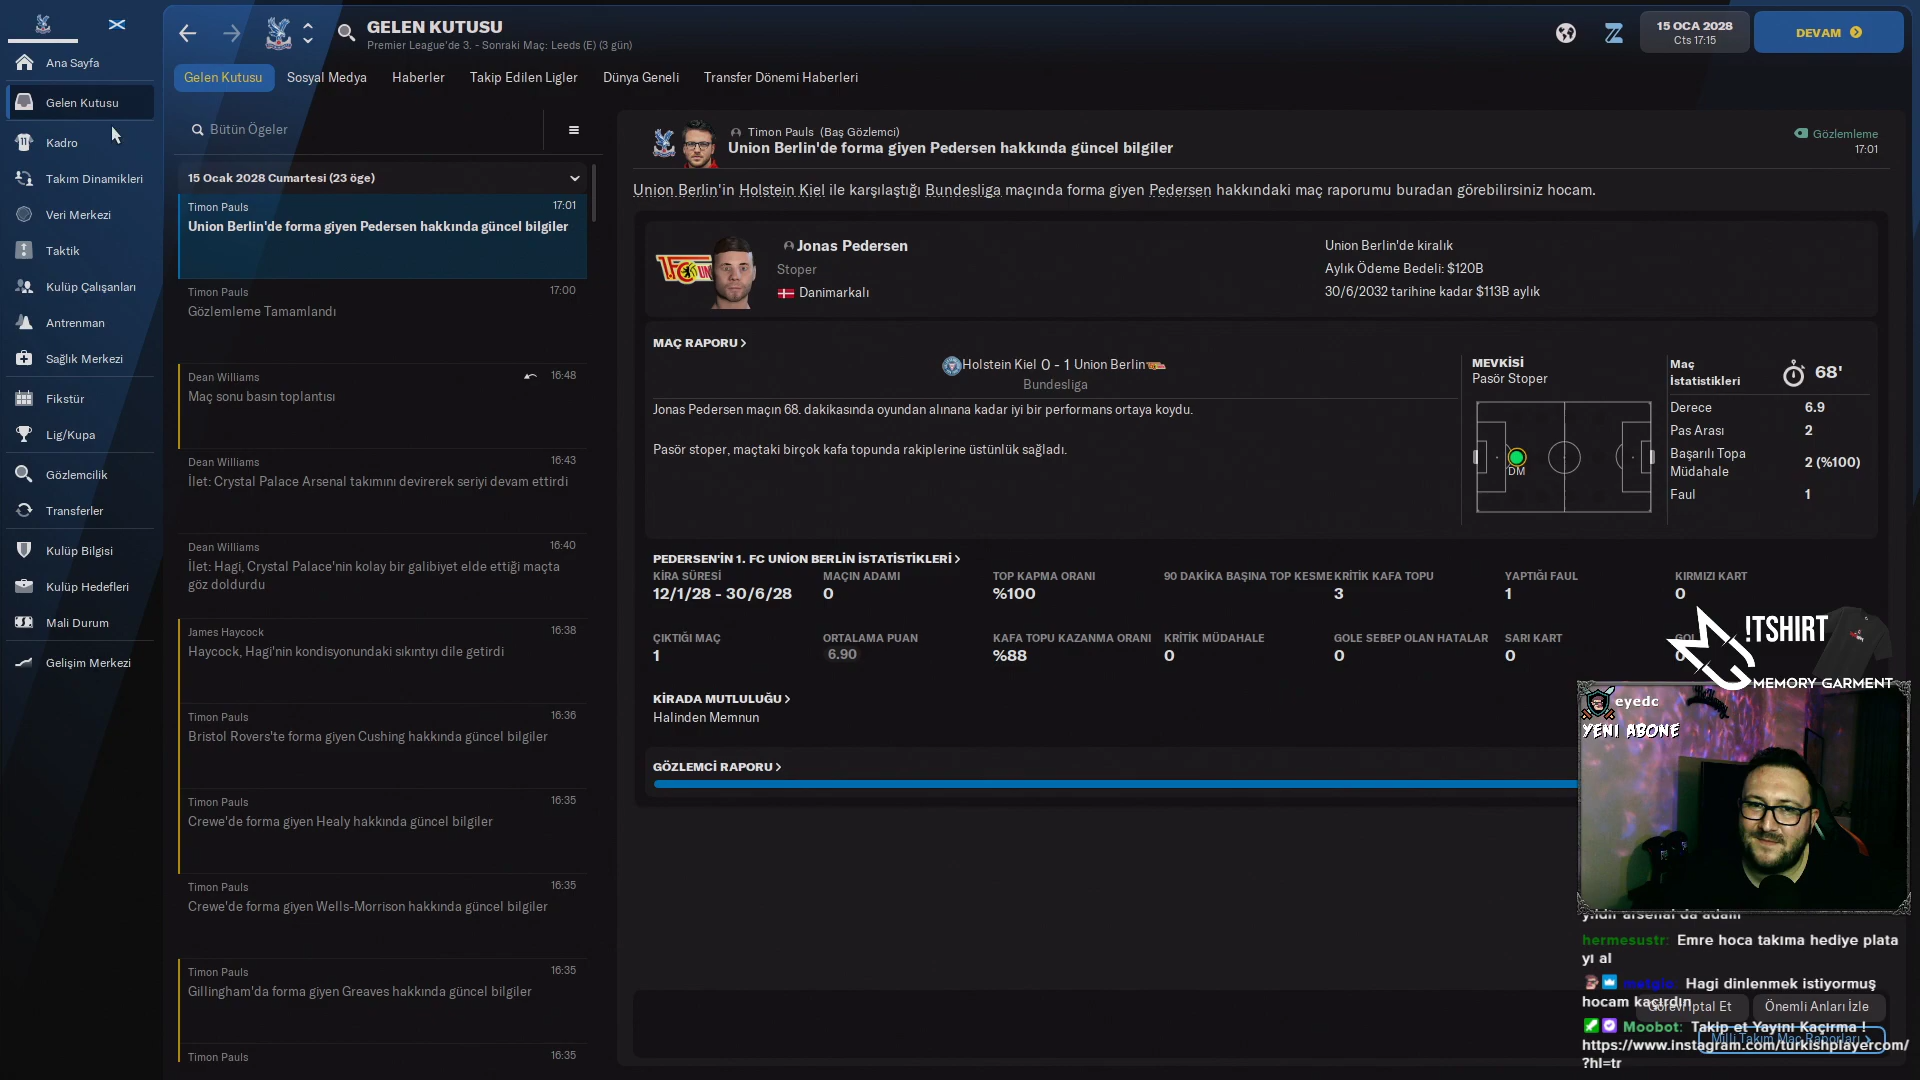 GELEN KUTUSU
Premier League'de 3. - Sonraki Maç: Leeds (E) (3 gün)
15 OCA 2028
Cts 17:15
DEVAM
Ana Sayfa
Gelen Kutusu
Kadro
Takım Dinamikleri
Veri Merkezi
Taktik
Kulüp Çalışanları
Antrenman
Sağlık Merkezi
Fikstür
Lig/Kupa
Gözlemcilik
Transferler
Kulüp Bilgisi
Kulüp Hedefleri
Mali Durum
Gelişim Merkezi
Gelen Kutusu Sosyal Medya Haberler Takip Edilen Ligler Dünya Geneli Transfer Dönemi Haberleri
Bütün Ögeler
15 Ocak 2028 Cumartesi (23 öge)
Timon Pauls 17:01
Union Berlin'de forma giyen Pedersen hakkında güncel bilgiler
Timon Pauls 17:00
Gözlemleme Tamamlandı
Dean Williams 16:48
Maç sonu basın toplantısı
Dean Williams 16:43
İlet: Crystal Palace Arsenal takımını devirerek seriyi devam ettirdi
Dean Williams 16:40
İlet: Hagi, Crystal Palace'nin kolay bir galibiyet elde ettiği maçta
göz doldurdu
James Haycock 16:38
Haycock, Hagi'nin kondisyonundaki sıkıntıyı dile getirdi
Timon Pauls 16:36
Bristol Rovers'te forma giyen Cushing hakkında güncel bilgiler
Timon Pauls 16:35
Crewe'de forma giyen Healy hakkında güncel bilgiler
Timon Pauls 16:35
Crewe'de forma giyen Wells-Morrison hakkında güncel bilgiler
Timon Pauls 16:35
Gillingham'da forma giyen Greaves hakkında güncel bilgiler
Timon Pauls 16:35
Timon Pauls (Baş Gözlemci)
Union Berlin'de forma giyen Pedersen hakkında güncel bilgiler
Gözlemleme
17:01
Union Berlin'in Holstein Kiel ile karşılaştığı Bundesliga maçında forma giyen Pedersen hakkındaki maç raporumu buradan görebilirsiniz hocam.
Jonas Pedersen
Stoper
Danimarkalı
Union Berlin'de kiralık
Aylık Ödeme Bedeli: $120B
30/6/2032 tarihine kadar $113B aylık
MAÇ RAPORU >
Holstein Kiel 0 - 1 Union Berlin
Bundesliga
Jonas Pedersen maçın 68. dakikasında oyundan alınana kadar iyi bir performans ortaya koydu.
Pasör stoper, maçtaki birçok kafa topunda rakiplerine üstünlük sağladı.
MEVKİSİ
Pasör Stoper
DM
Maç
İstatistikleri 68'
Derece 6.9
Pas Arası 2
Başarılı Topa
Müdahale 2 (%100)
Faul 1
PEDERSEN'İN 1. FC UNİON BERLİN İSTATİSTİKLERİ >
KİRA SÜRESİ MAÇIN ADAMI TOP KAPMA ORANI 90 DAKİKA BAŞINA TOP KESME KRİTİK KAFA TOPU YAPTIĞI FAUL KIRMIZI KART
12/1/28 - 30/6/28 0 %100 3 1 0
ÇIKTIĞI MAÇ ORTALAMA PUAN KAFA TOPU KAZANMA ORANI KRİTİK MÜDAHALE GOLE SEBEP OLAN HATALAR SARI KART GOL
1 6.90 %88 0 0 0 0
KİRADA MUTLULUĞU >
Halinden Memnun
GÖZLEMCİ RAPORU >
!TSHIRT
MEMORY GARMENT
eyedc
YENI ABONE
hermesustr: Emre hoca takıma hediye plata
yı al
Hagi dinlenmek istiyormuş
hocam kaçırdın
Görevi İptal Et
Önemli Anları İzle
Moobot: Takip et Yayını Kaçırma !
Milli Takım Maç Raporları >
https://www.instagram.com/turkishplayercom/
?hl=tr